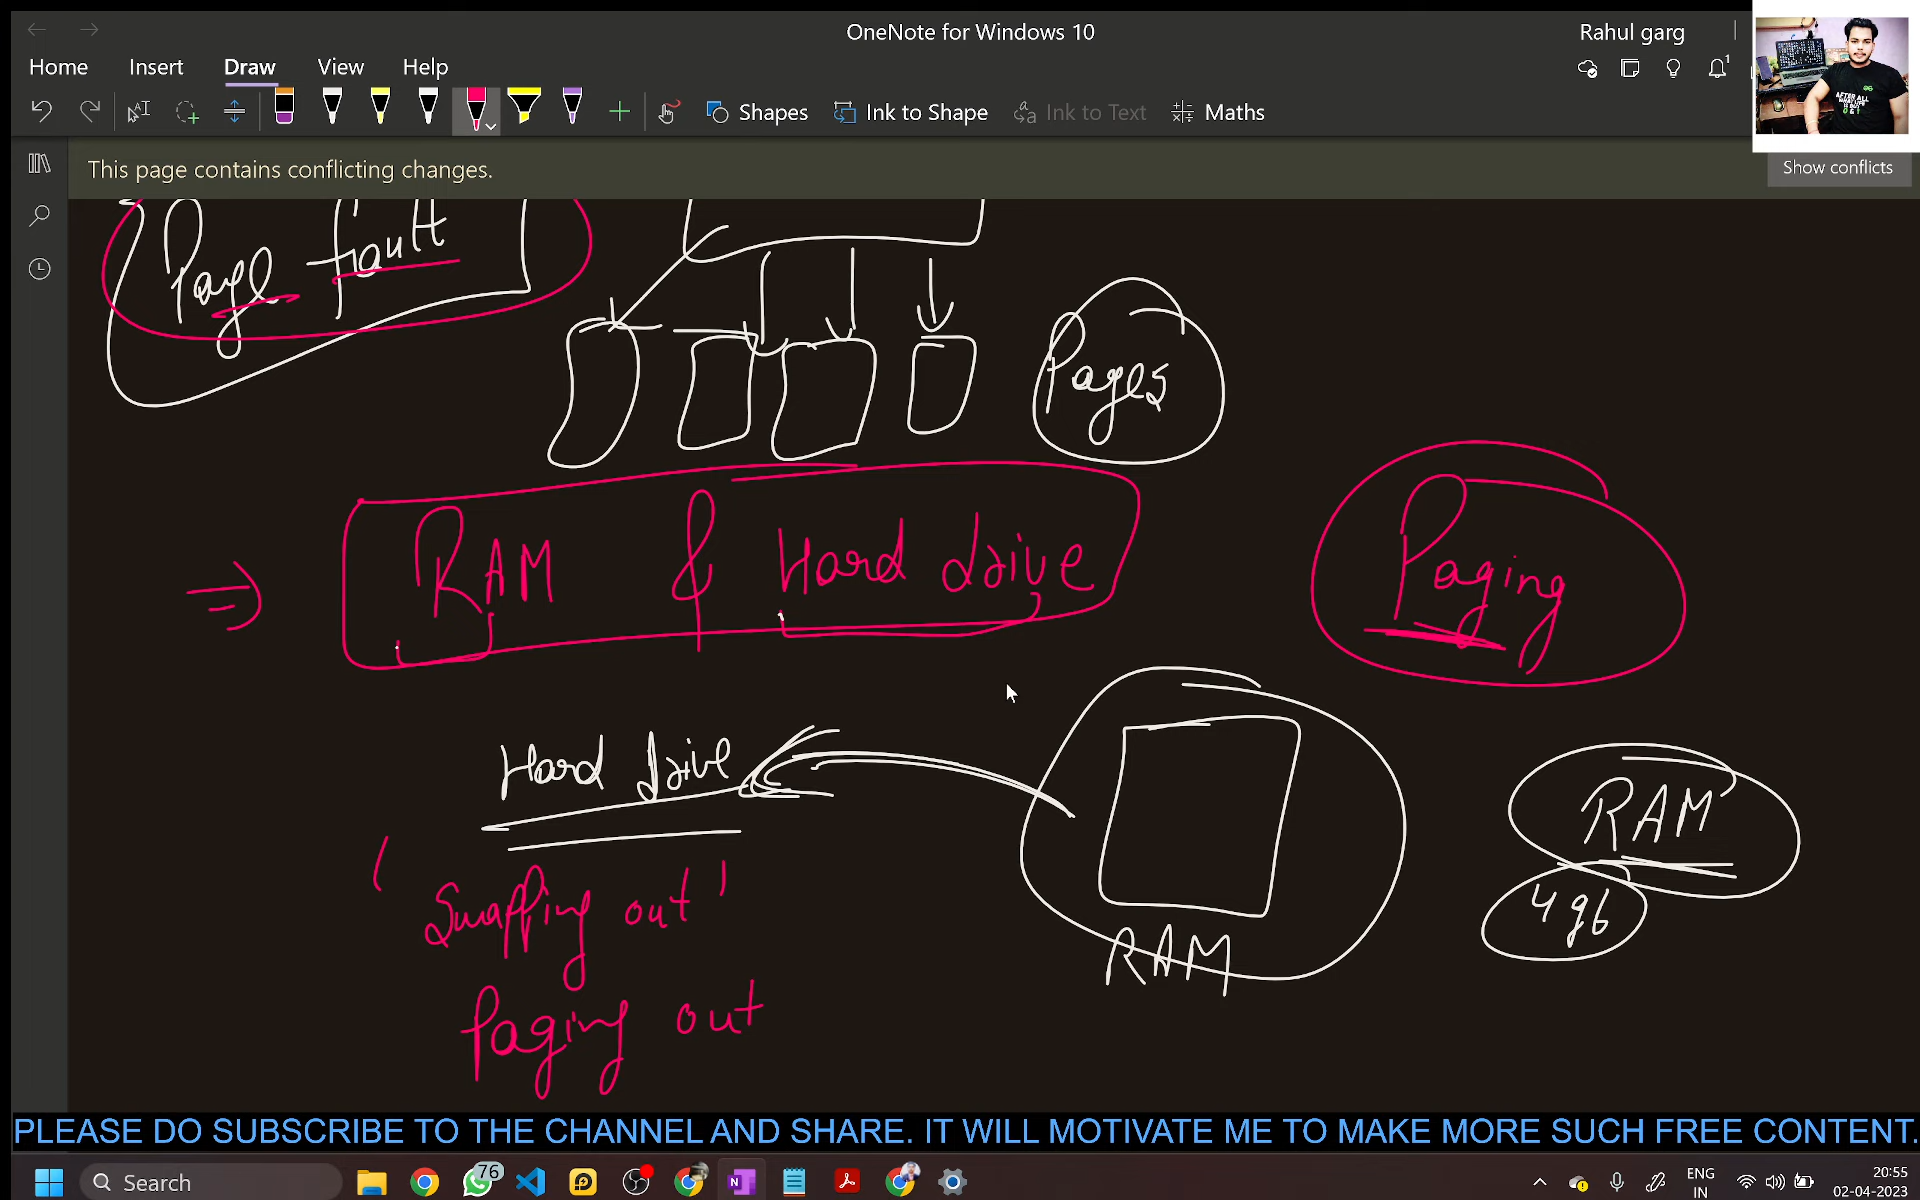 OneNote for Windows 10
Rahul garg
Home Insert Draw View Help
Shapes Ink to Shape Ink to Text Maths
This page contains conflicting changes.
Show conflicts
Page fault
Pages
RAM & Hard drive
Paging
Hard drive
RAM
4 gb
'Swapping out'
RAM
Paging out
PLEASE DO SUBSCRIBE TO THE CHANNEL AND SHARE. IT WILL MOTIVATE ME TO MAKE MORE SUCH FREE CONTENT.
Search
76
ENG
IN
20:55
02-04-2023